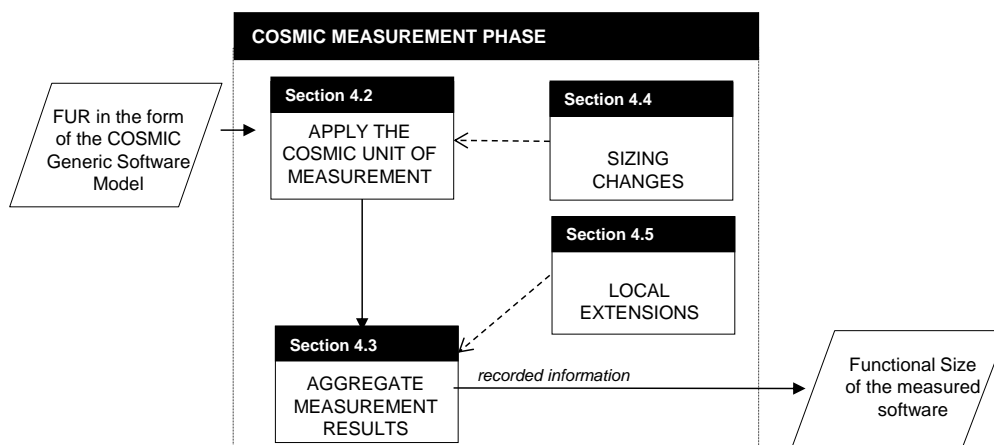 COSMIC MEASUREMENT PHASE
FUR in the form
of the COSMIC
Generic Software
Model
Section 4.2
APPLY THE
COSMIC UNIT OF
MEASUREMENT
Section 4.4
SIZING
CHANGES
Section 4.5
LOCAL
EXTENSIONS
Section 4.3
AGGREGATE
MEASUREMENT
RESULTS
recorded information
Functional Size
of the measured
software